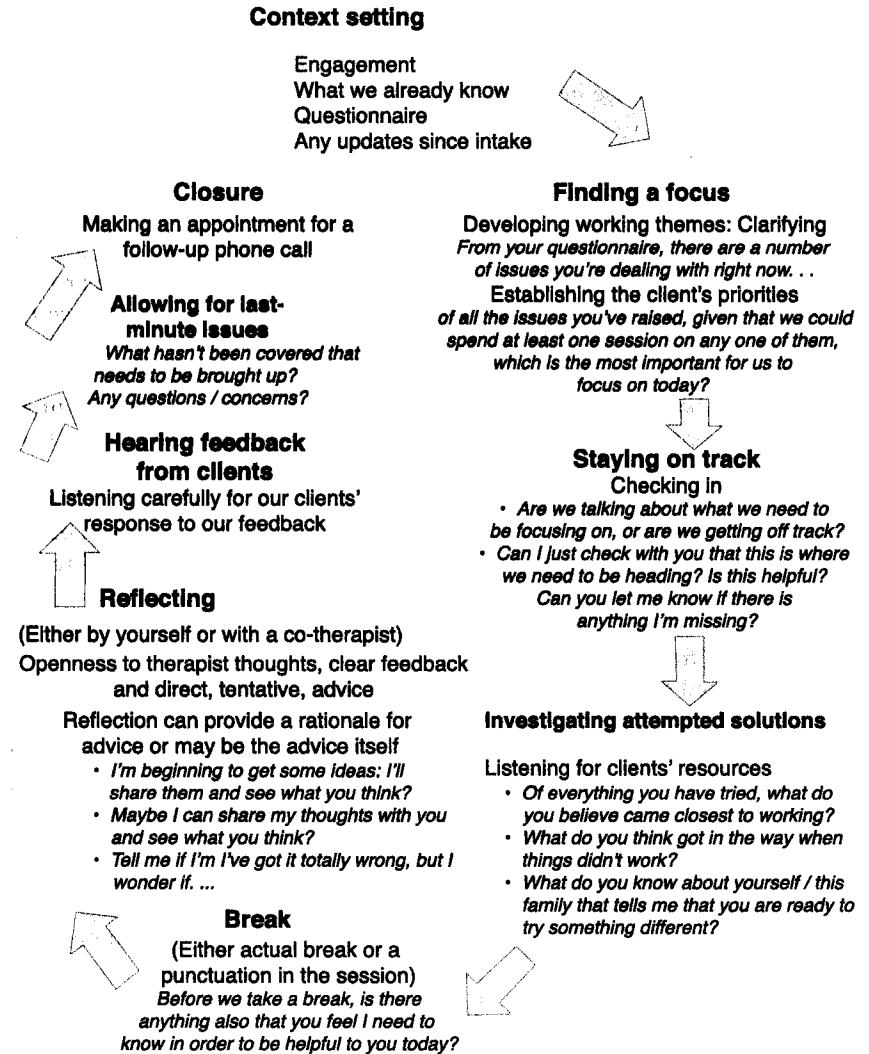 Context setting
Engagement
What we already know
Questionnaire
Any updates since intake
Finding a focus
Developing working themes: Clarifying
From your questionnaire, there are a number
of issues you're dealing with right now. . .
Establishing the client's priorities
of all the issues you've raised, given that we could
spend at least one session on any one of them,
which is the most important for us to
focus on today?
Staying on track
Checking in
• Are we talking about what we need to
be focusing on, or are we getting off track?
• Can I just check with you that this is where
we need to be heading? Is this helpful?
Can you let me know if there is
anything I'm missing?
Investigating attempted solutions
Listening for clients' resources
• Of everything you have tried, what do
you believe came closest to working?
• What do you think got in the way when
things didn't work?
• What do you know about yourself / this
family that tells me that you are ready to
try something different?
Break
(Either actual break or a
punctuation in the session)
Before we take a break, is there
anything also that you feel I need to
know in order to be helpful to you today?
Reflecting
(Either by yourself or with a co-therapist)
Openness to therapist thoughts, clear feedback
and direct, tentative, advice
Reflection can provide a rationale for
advice or may be the advice itself
• I'm beginning to get some ideas: I'll
share them and see what you think?
• Maybe I can share my thoughts with you
and see what you think?
• Tell me if I'm I've got it totally wrong, but I
wonder if. ...
Hearing feedback
from clients
Listening carefully for our clients'
response to our feedback
Allowing for last-
minute issues
What hasn't been covered that
needs to be brought up?
Any questions / concerns?
Closure
Making an appointment for a
follow-up phone call